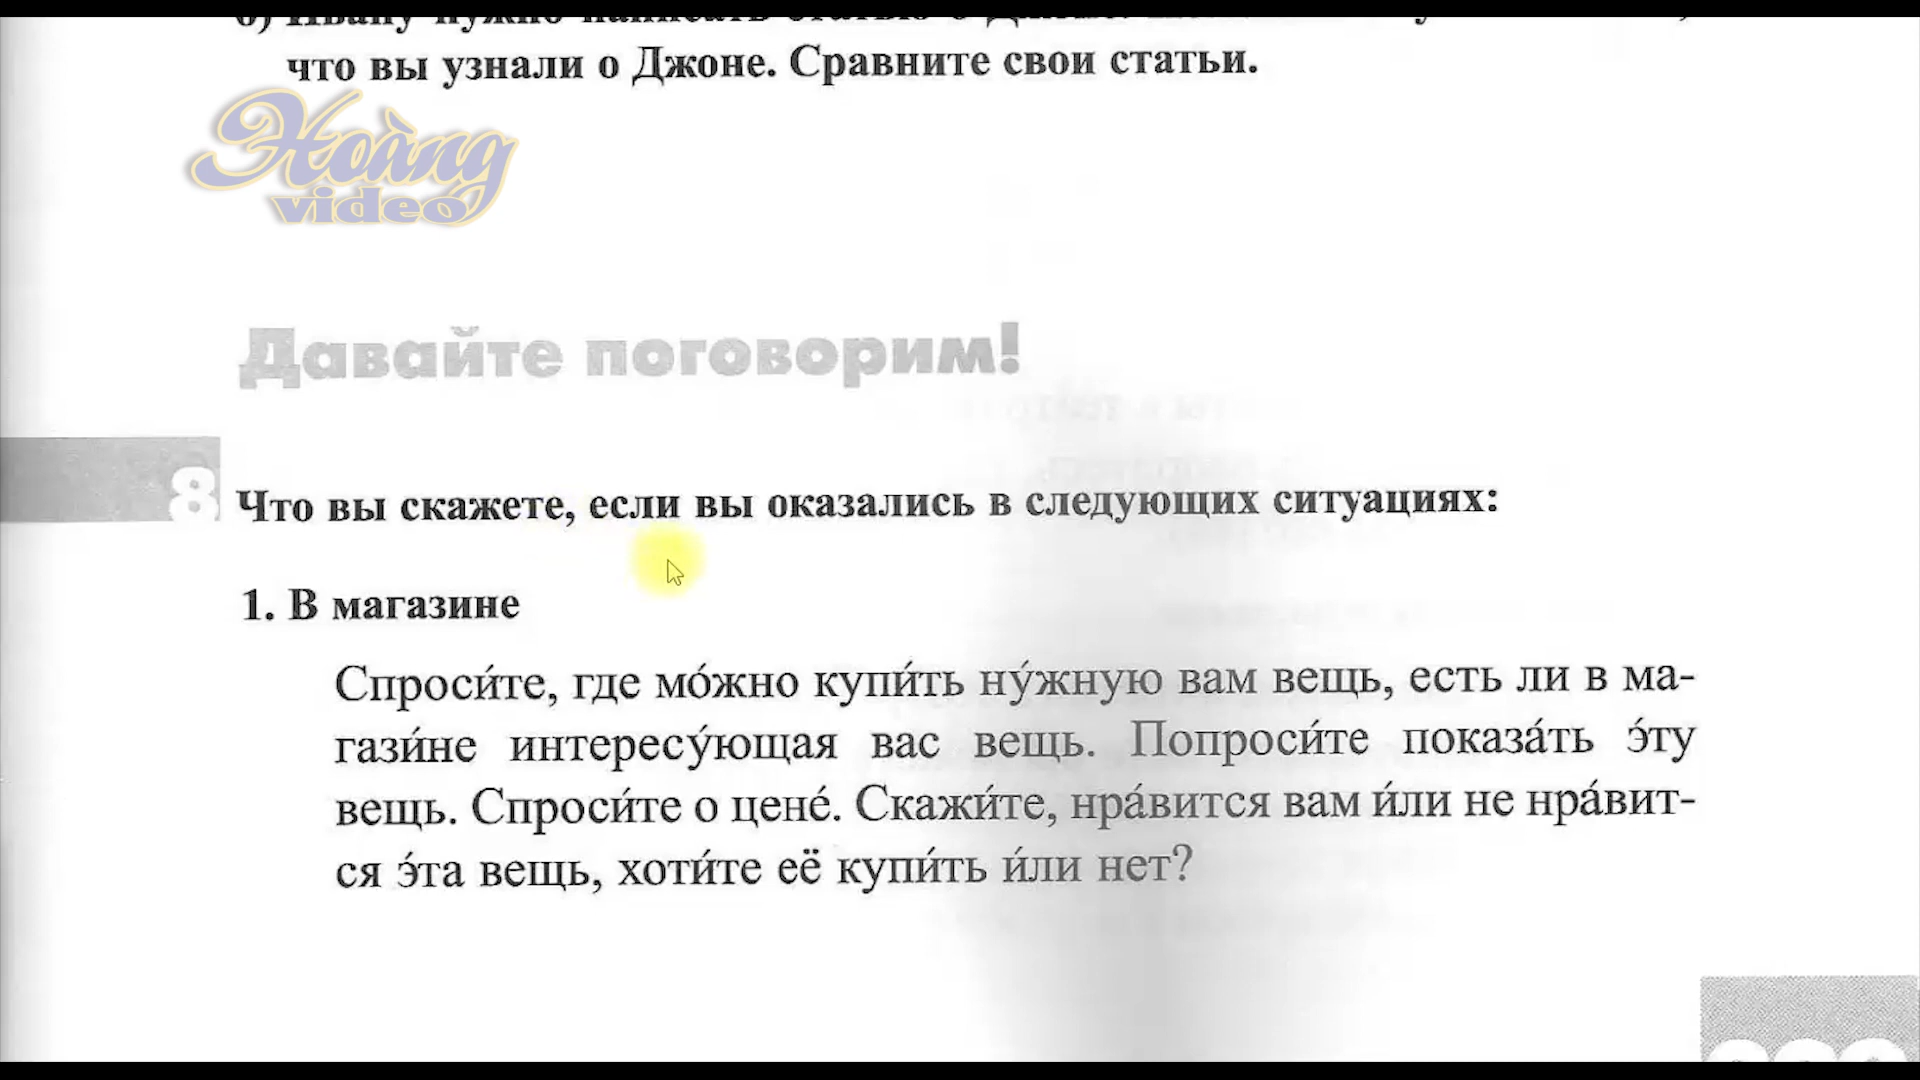 что вы узнали о Джоне. Сравните свои статьи.
Hoàng
video
Давайте поговорим!
8 Что вы скажете, если вы оказались в следующих ситуациях:
1. В магазине
Спроси́те, где мо́жно купи́ть ну́жную вам вещь, есть ли в ма-
гази́не интересу́ющая вас вещь. Попроси́те показа́ть э́ту
вещь. Спроси́те о цене́. Скажи́те, нра́вится вам и́ли не нра́вит-
ся э́та вещь, хоти́те её купи́ть и́ли нет?